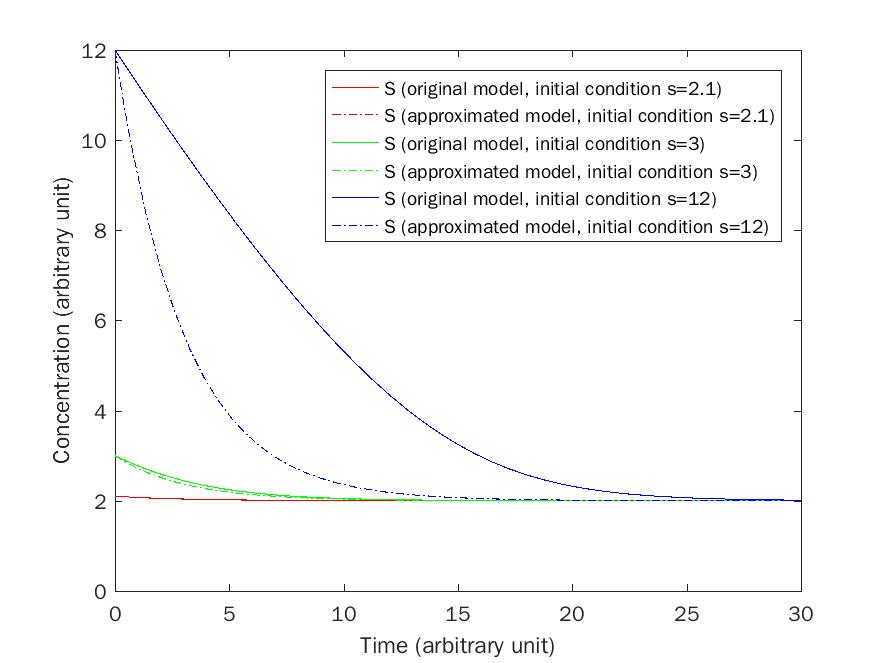 12
10
8
6
4
2
0
Concentration (arbitrary unit)
S (original model, initial condition s=2.1)
S (approximated model, initial condition s=2.1)
S (original model, initial condition s=3)
S (approximated model, initial condition s=3)
S (original model, initial condition s=12)
S (approximated model, initial condition s=12)
0 5 10 15 20 25 30
Time (arbitrary unit)